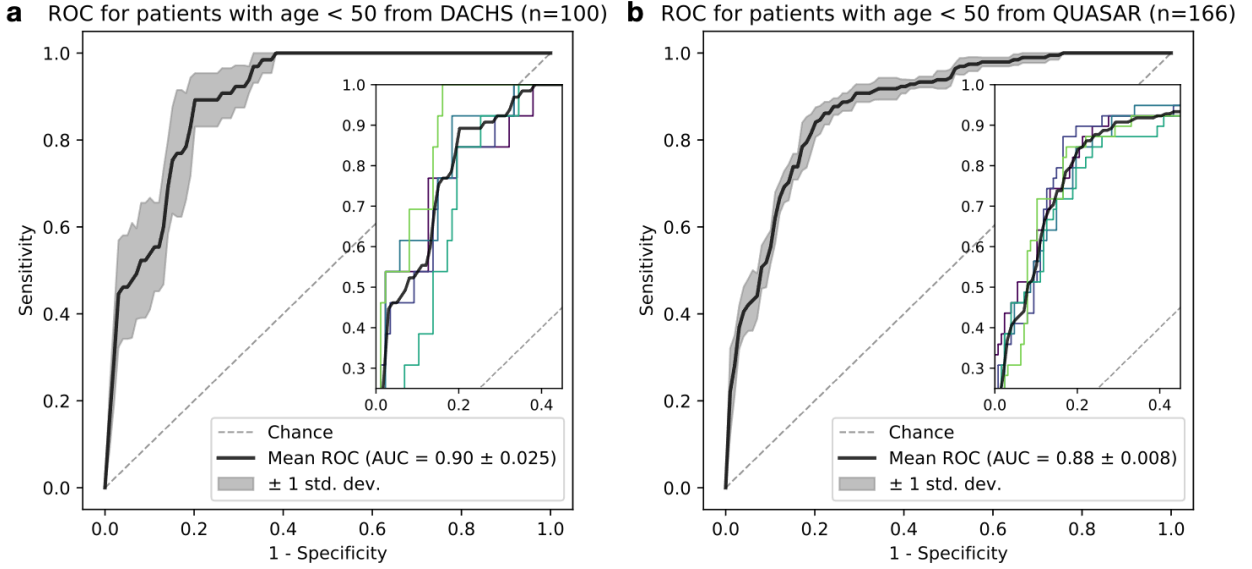 a
ROC for patients with age < 50 from DACHS (n=100)
1.0
0.8
0.6
0.4
0.2
0.0
Sensitivity
1.0
0.9
0.8
0.7
0.6
0.5
0.4
0.3
0.0 0.2 0.4
Chance
Mean ROC (AUC = 0.90 ± 0.025)
± 1 std. dev.
0.0 0.2 0.4 0.6 0.8 1.0
1 - Specificity
b
ROC for patients with age < 50 from QUASAR (n=166)
1.0
0.8
0.6
0.4
0.2
0.0
Sensitivity
1.0
0.9
0.8
0.7
0.6
0.5
0.4
0.3
0.0 0.2 0.4
Chance
Mean ROC (AUC = 0.88 ± 0.008)
± 1 std. dev.
0.0 0.2 0.4 0.6 0.8 1.0
1 - Specificity